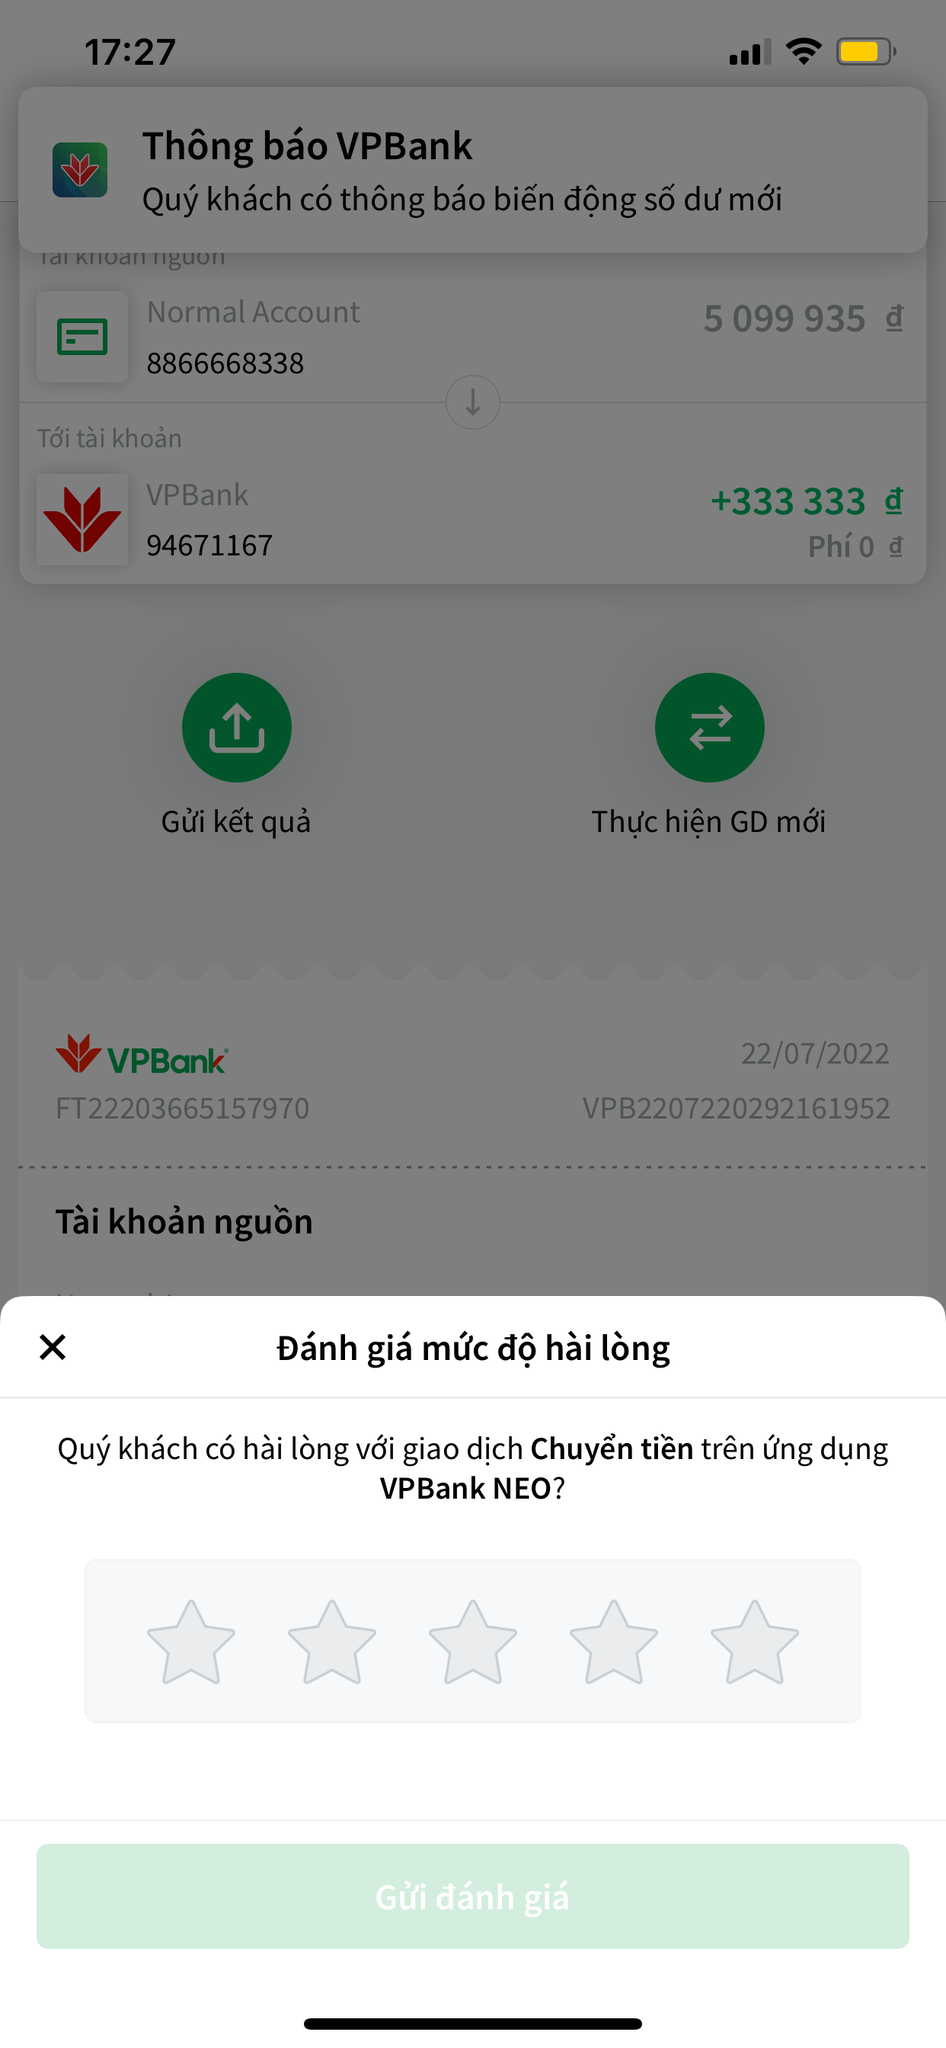 17:27
Thông báo VPBank
Quý khách có thông báo biến động số dư mới
Tài khoản nguồn
Normal Account
5 099 935 đ
8866668338
Tới tài khoản
VPBank
+333 333 đ
94671167
Phí 0 đ
Gửi kết quả
Thực hiện GD mới
VPBank
22/07/2022
FT22203665157970
VPB2207220292161952
Tài khoản nguồn
Đánh giá mức độ hài lòng
Quý khách có hài lòng với giao dịch Chuyển tiền trên ứng dụng
VPBank NEO?
Gửi đánh giá